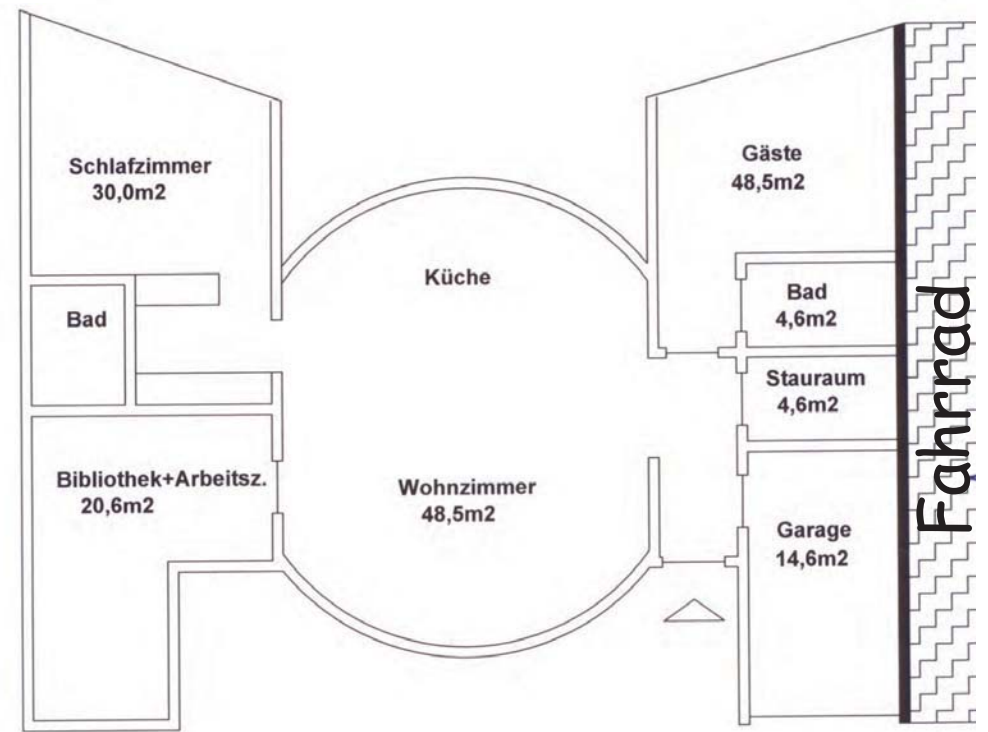 Schlafzimmer
30,0m2
Gäste
48,5m2
Küche
Bad
Bad
4,6m2
Stauraum
4,6m2
Bibliothek+Arbeitsz.
20,6m2
Wohnzimmer
48,5m2
Garage
14,6m2
Fahrrad